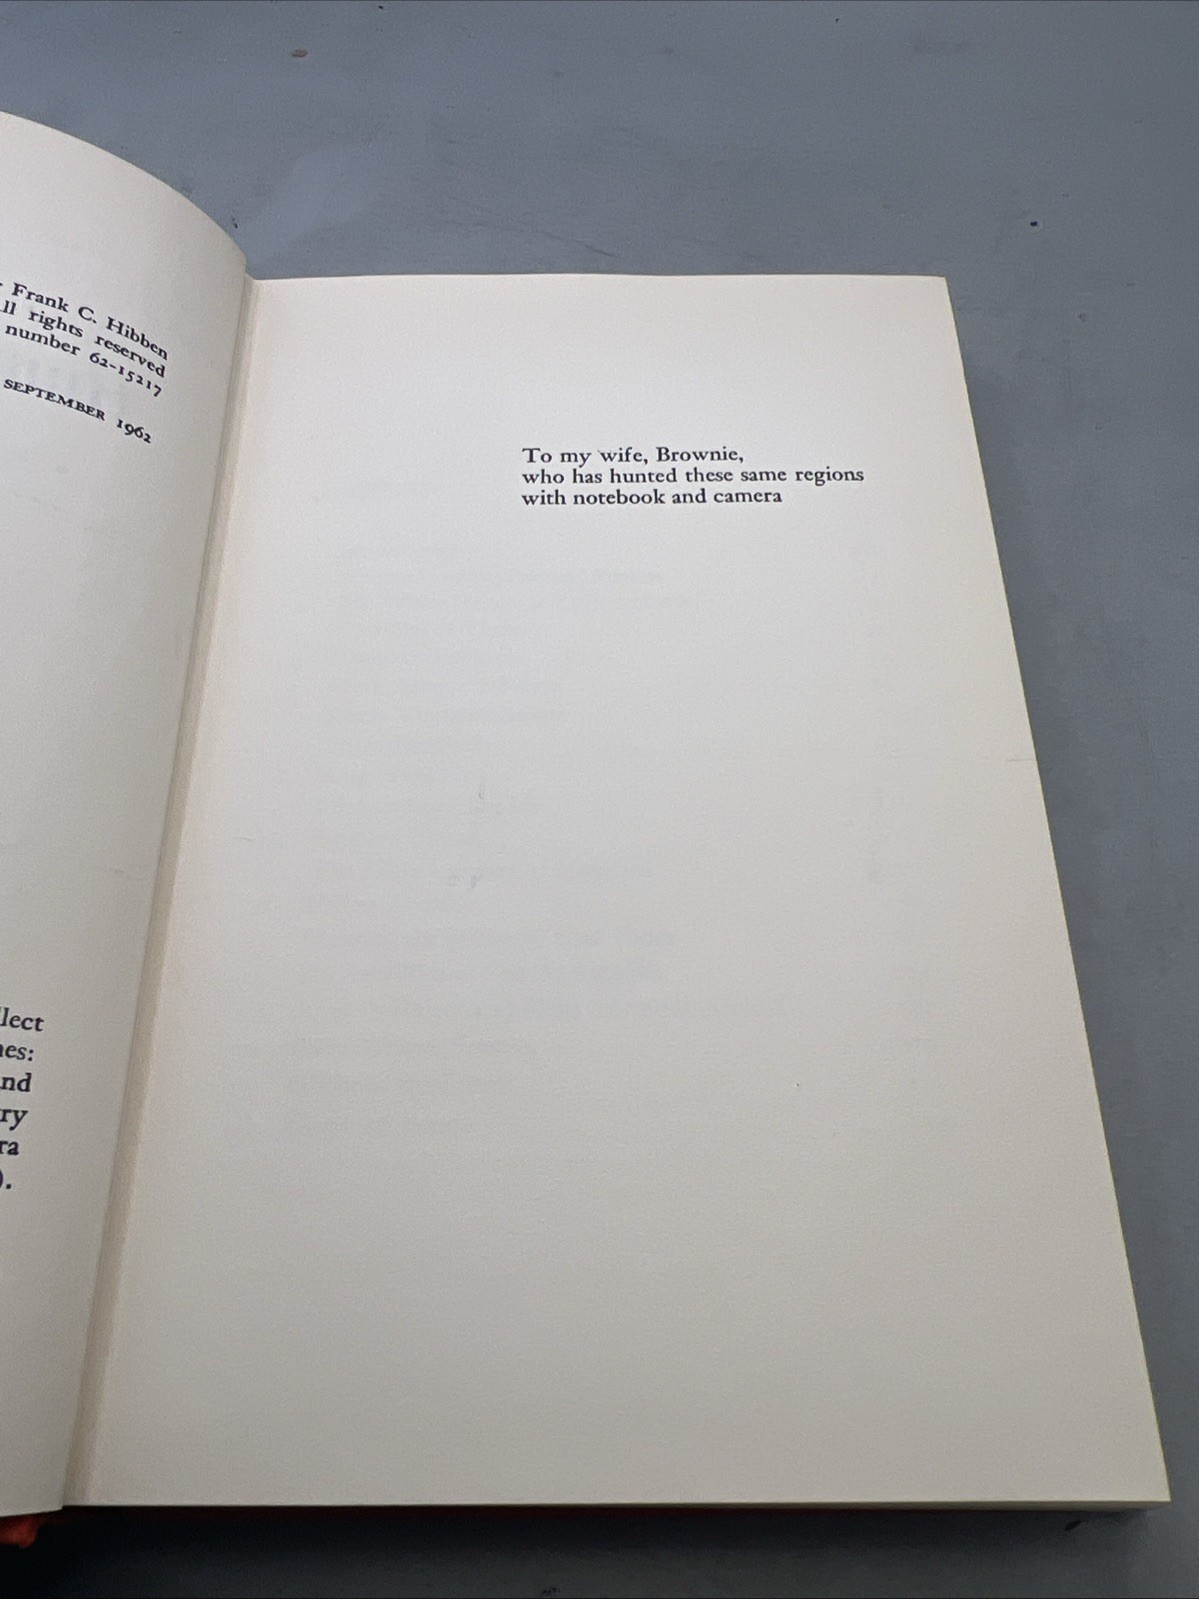 Frank C. Hibben
ll rights reserved
number 62-15217
SEPTEMBER 1962
lect
es:
nd
ry
ra
).
To my wife, Brownie,
who has hunted these same regions
with notebook and camera